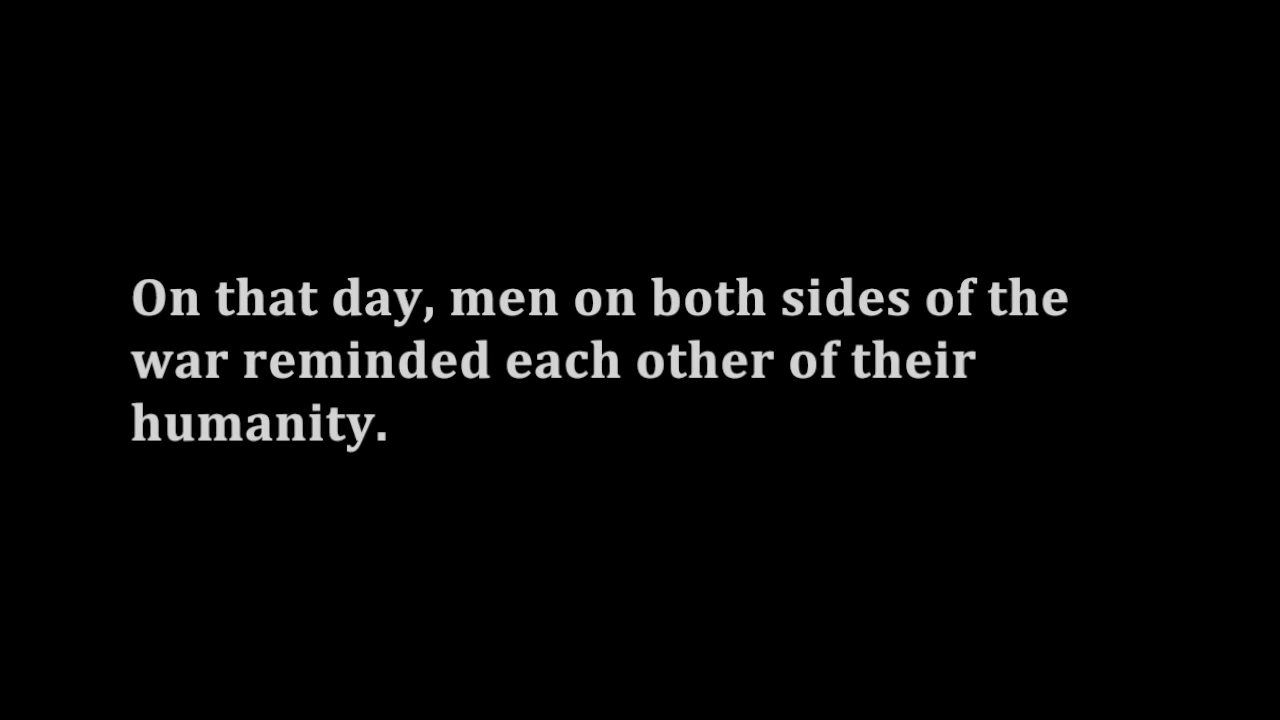 On that day, men on both sides of the
war reminded each other of their
humanity.